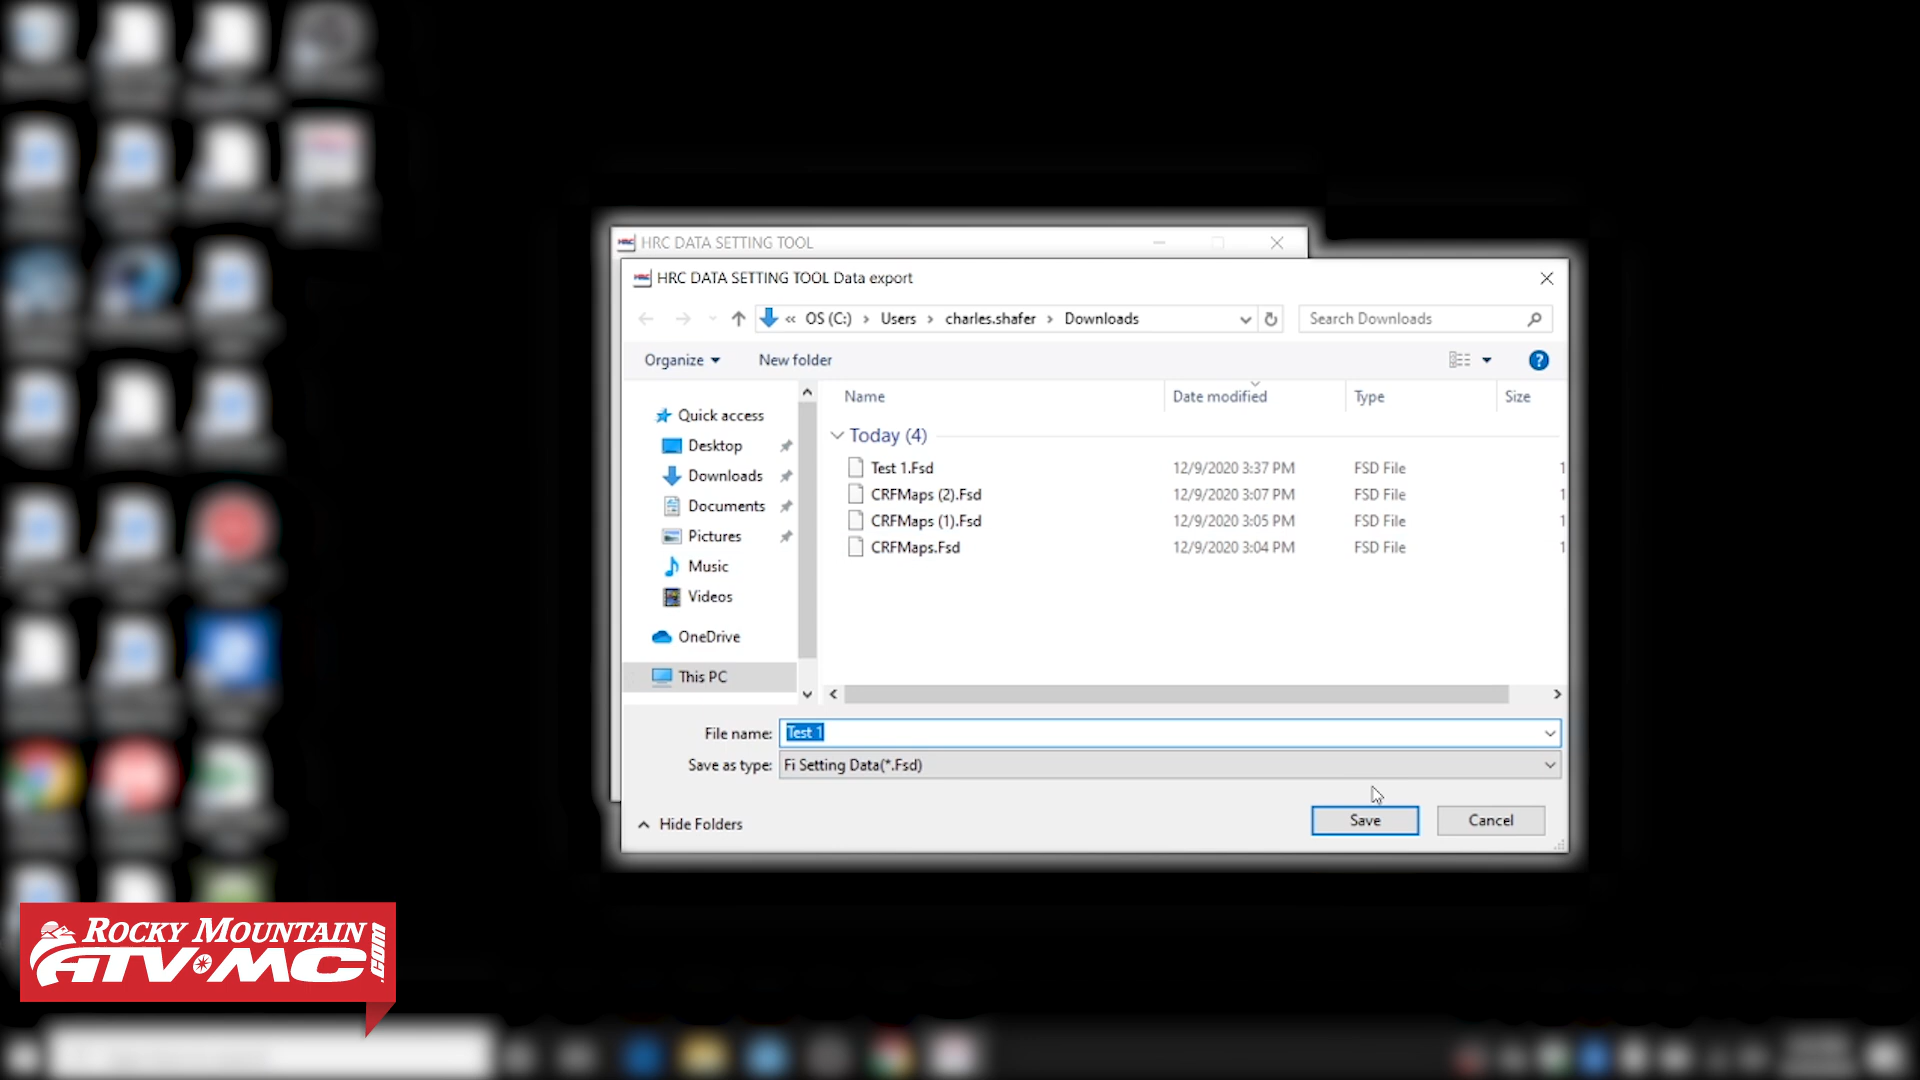 HRC DATA SETTING TOOL
HRC DATA SETTING TOOL Data export
« OS (C:) › Users › charles.shafer › Downloads
Search Downloads
Organize
New folder
?
Quick access
Desktop
Downloads
Documents
Pictures
Music
Videos
OneDrive
This PC
Name Date modified Type Size
Today (4)
Test 1.Fsd 12/9/2020 3:37 PM FSD File 1
CRFMaps (2).Fsd 12/9/2020 3:07 PM FSD File 1
CRFMaps (1).Fsd 12/9/2020 3:05 PM FSD File 1
CRFMaps.Fsd 12/9/2020 3:04 PM FSD File 1
File name: Test 1
Save as type: Fi Setting Data(*.Fsd)
Hide Folders
Save
Cancel
ROCKY MOUNTAIN
ATV•MC.COM